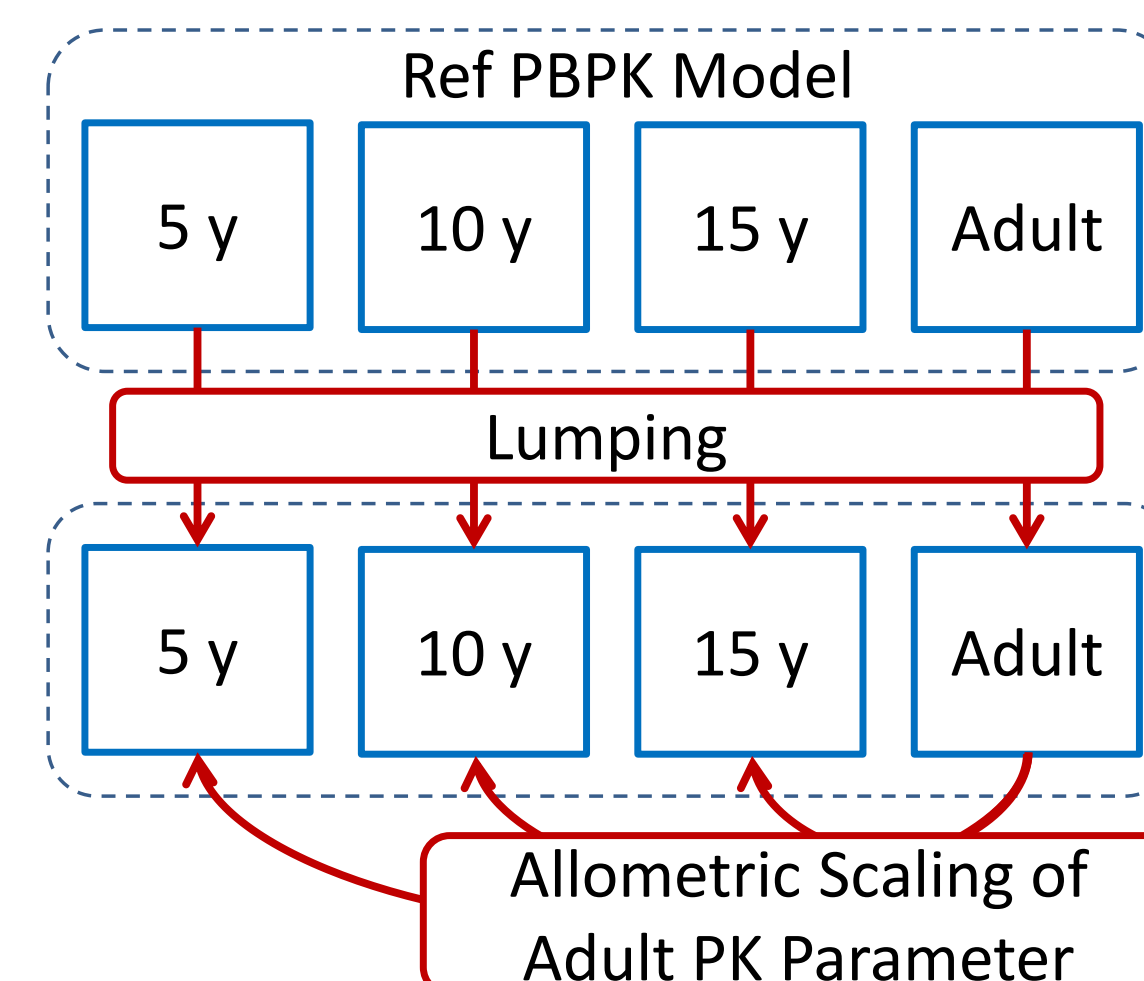 Ref PBPK Model
5 y
10 y
15 y
Adult
Lumping
5 y
10 y
15 y
Adult
Allometric Scaling of
Adult PK Parameter